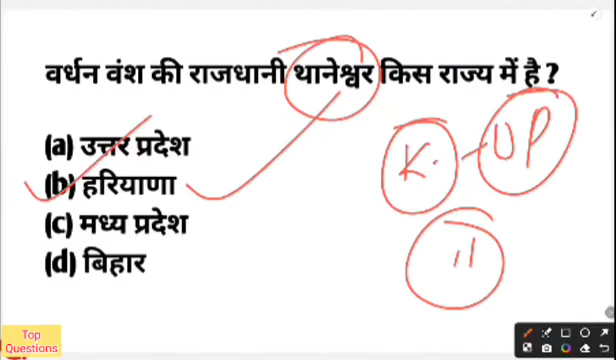 वर्धन वंश की राजधानी थानेश्वर किस राज्य में है ?
(a) उत्तर प्रदेश
(b) हरियाणा
(c) मध्य प्रदेश
(d) बिहार
K. - UP
Top
Questions